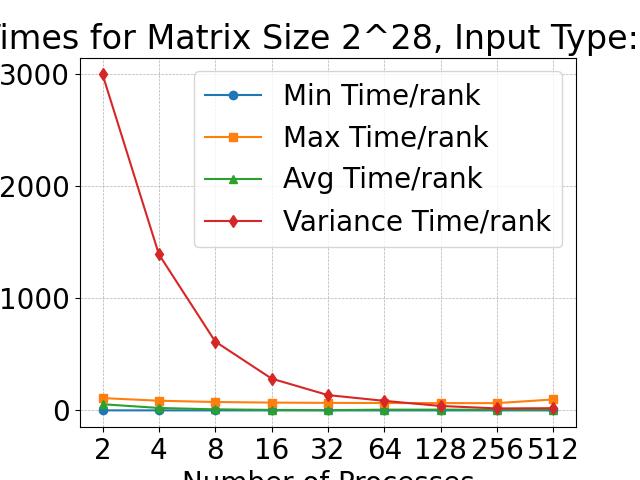 Times for Matrix Size 2^28, Input Type:
3000
2000
1000
0
Min Time/rank
Max Time/rank
Avg Time/rank
Variance Time/rank
2 4 8 16 32 64 128 256 512
Number of Processes